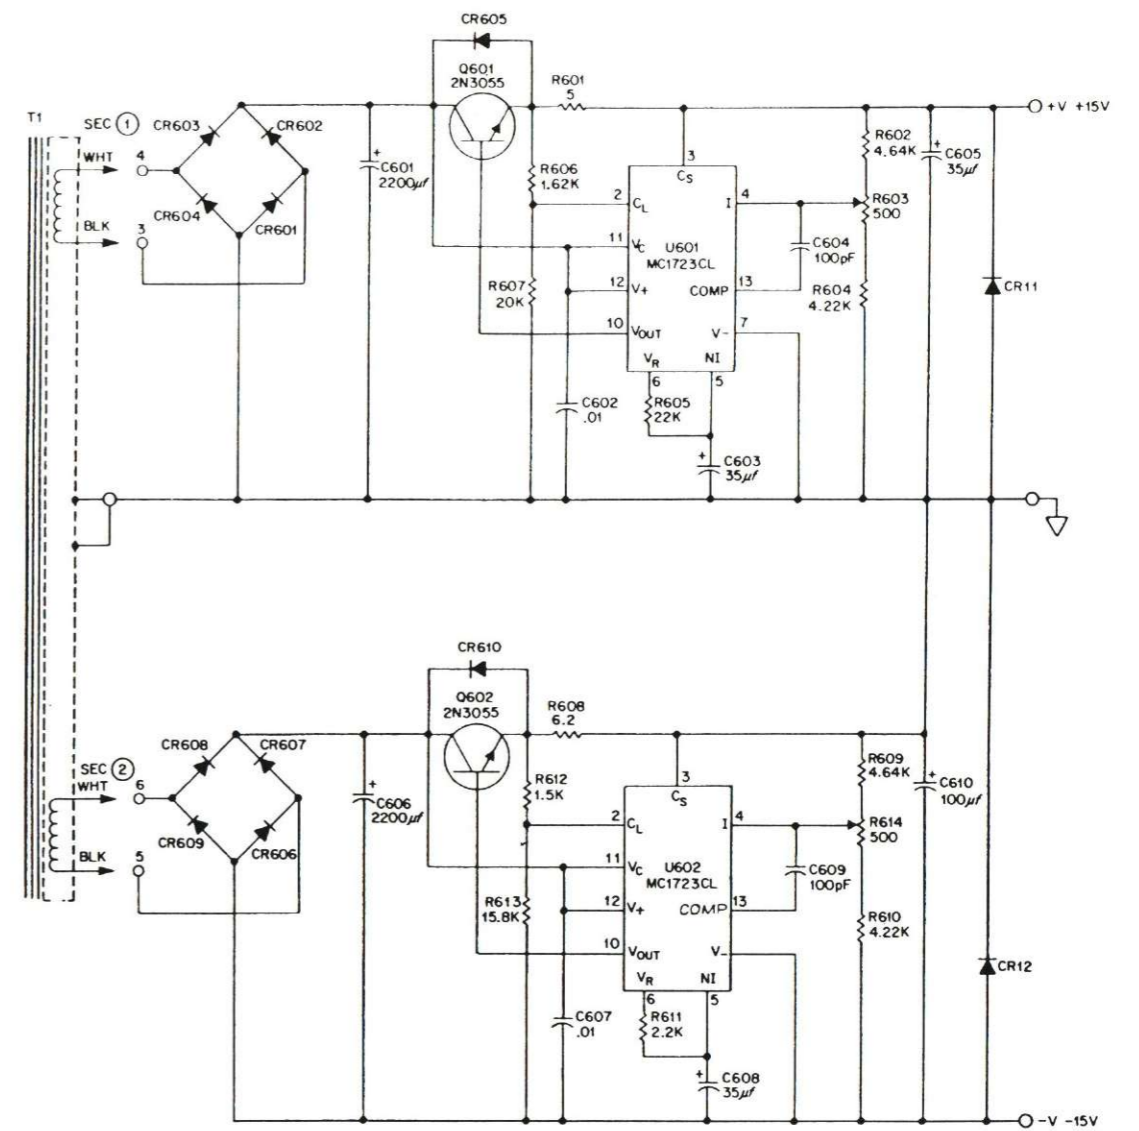 CR605
Q601
2N3055
R601
5
+V +15V
T1
SEC 1
WHT
4
CR603
CR602
CR604
CR601
BLK
3
+
C601
2200µf
R606
1.62K
R607
20K
3
CS
2
CL
I
4
11
VC
U601
MC1723CL
12
V+
COMP
13
10
VOUT
V-
7
VR
NI
6
5
R605
22K
C602
.01
+
C603
35µf
C604
100pF
R602
4.64K
R603
500
R604
4.22K
+
C605
35µf
CR11
CR610
Q602
2N3055
R608
6.2
SEC 2
WHT
6
CR608
CR607
CR609
CR606
BLK
5
+
C606
2200µf
R612
1.5K
R613
15.8K
3
CS
2
CL
I
4
11
VC
U602
MC1723CL
12
V+
COMP
13
10
VOUT
V-
VR
NI
6
5
R611
2.2K
C607
.01
+
C608
35µf
C609
100pF
R609
4.64K
R614
500
R610
4.22K
+
C610
100µf
CR12
-V -15V